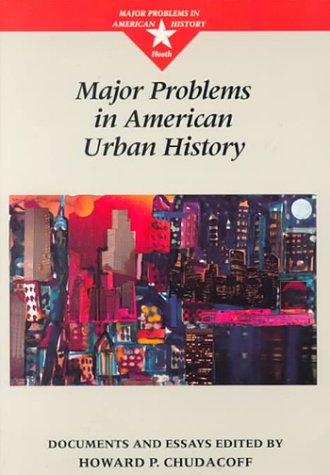 MAJOR PROBLEMS IN
AMERICAN HISTORY
Heath
Major Problems
in American
Urban History
DOCUMENTS AND ESSAYS EDITED BY
HOWARD P. CHUDACOFF